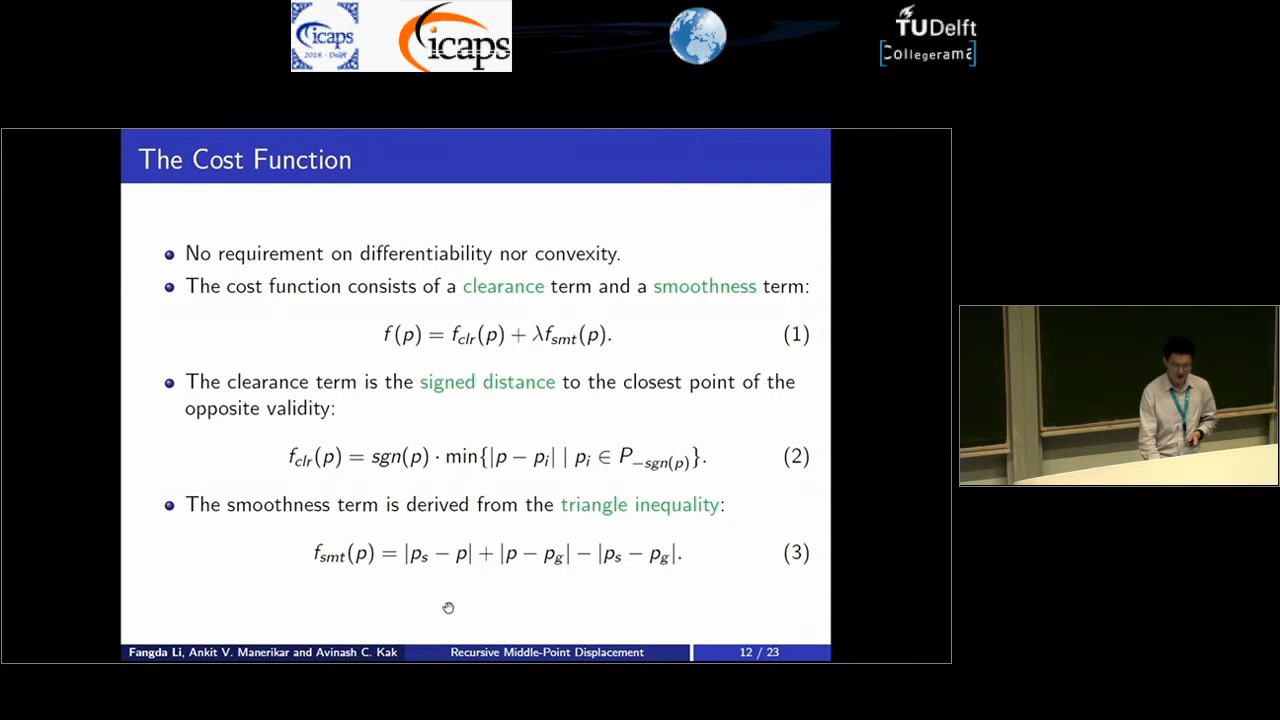 icaps
2018 - Delft
icaps
TU Delft
Collegerama
The Cost Function
No requirement on differentiability nor convexity.
The cost function consists of a clearance term and a smoothness term:
f(p) = f_clr(p) + λf_smt(p). (1)
The clearance term is the signed distance to the closest point of the
opposite validity:
f_clr(p) = sgn(p) · min{|p − p_i| | p_i ∈ P_−sgn(p)}. (2)
The smoothness term is derived from the triangle inequality:
f_smt(p) = |p_s − p| + |p − p_g| − |p_s − p_g|. (3)
Fangda Li, Ankit V. Manerikar and Avinash C. Kak
Recursive Middle-Point Displacement
12 / 23